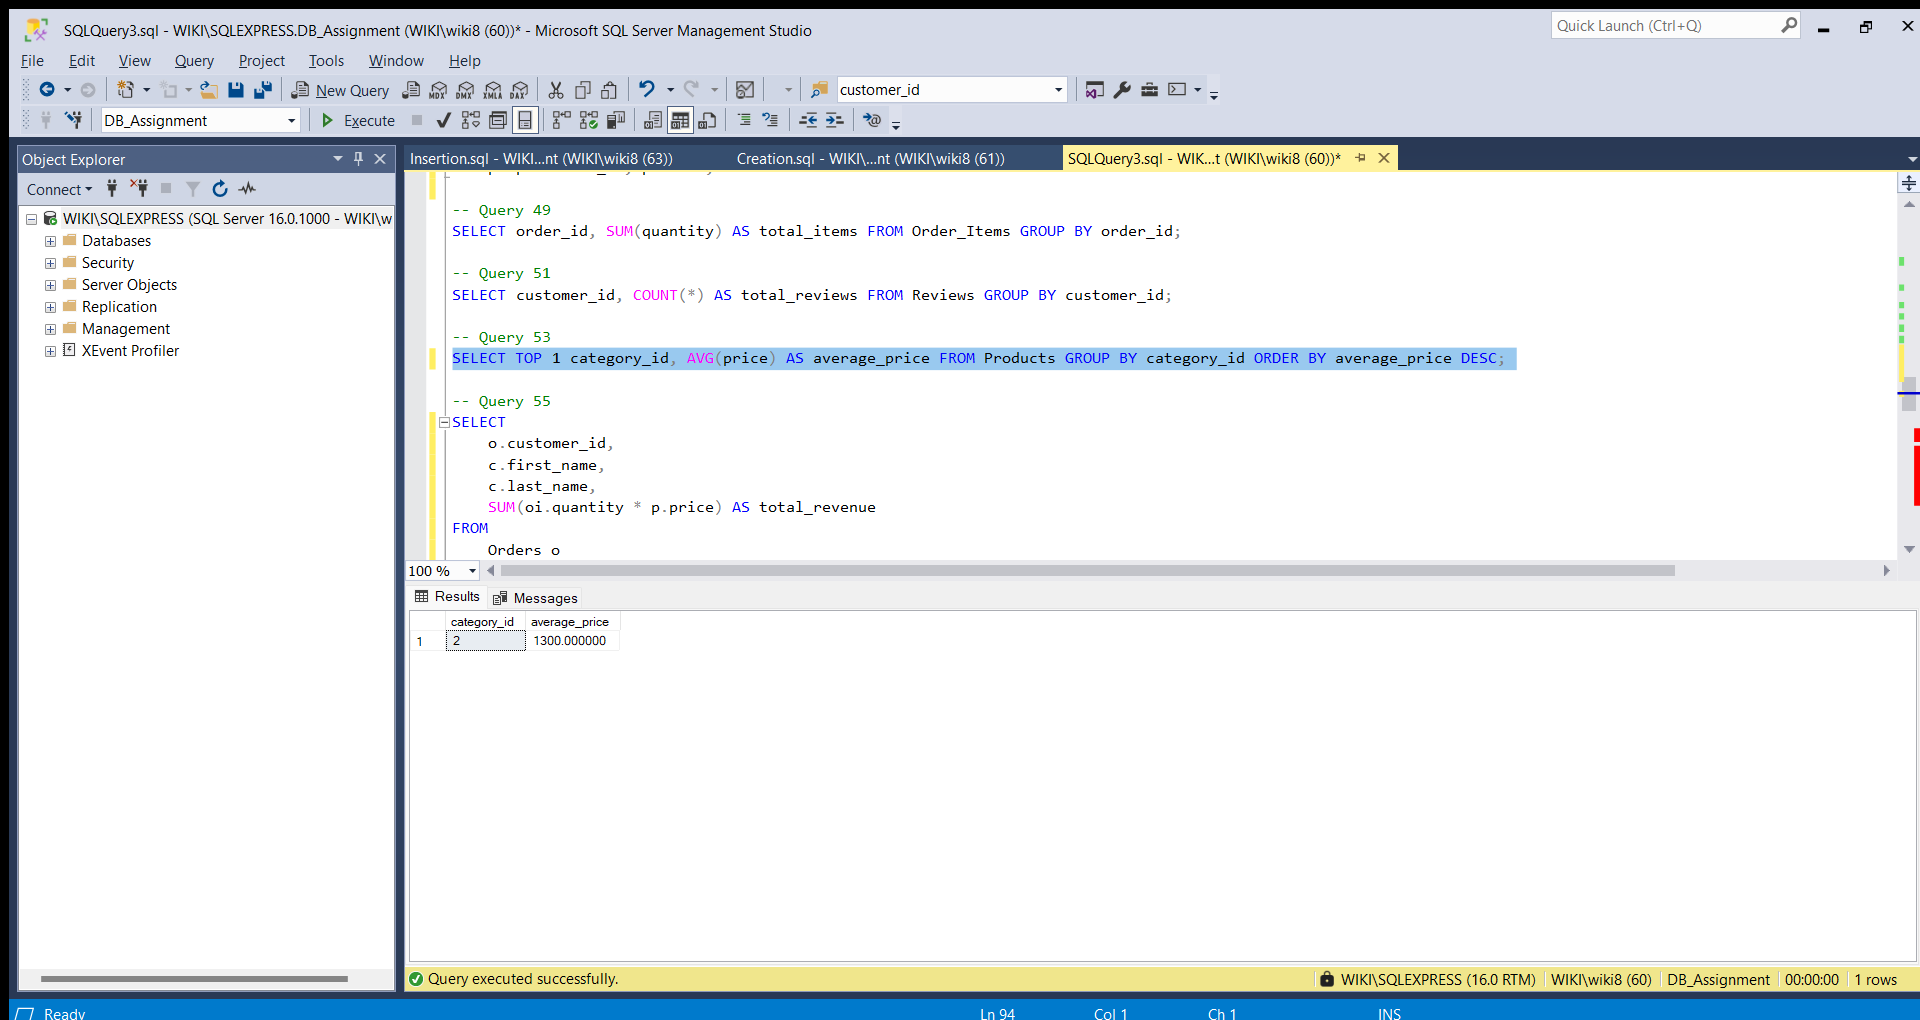 SQLQuery3.sql - WIKI\SQLEXPRESS.DB_Assignment (WIKI\wiki8 (60))* - Microsoft SQL Server Management Studio
Quick Launch (Ctrl+Q)
File Edit View Query Project Tools Window Help
New Query MDX DMX XMLA DAX customer_id
DB_Assignment Execute
Object Explorer
Connect
WIKI\SQLEXPRESS (SQL Server 16.0.1000 - WIKI\w
Databases
Security
Server Objects
Replication
Management
XEvent Profiler
Insertion.sql - WIKI...nt (WIKI\wiki8 (63)) Creation.sql - WIKI\...nt (WIKI\wiki8 (61)) SQLQuery3.sql - WIK...t (WIKI\wiki8 (60))*
-- Query 49
SELECT order_id, SUM(quantity) AS total_items FROM Order_Items GROUP BY order_id;
-- Query 51
SELECT customer_id, COUNT(*) AS total_reviews FROM Reviews GROUP BY customer_id;
-- Query 53
SELECT TOP 1 category_id, AVG(price) AS average_price FROM Products GROUP BY category_id ORDER BY average_price DESC;
-- Query 55
SELECT
o.customer_id,
c.first_name,
c.last_name,
SUM(oi.quantity * p.price) AS total_revenue
FROM
Orders o
100 %
Results Messages
category_id average_price
1 2 1300.000000
Query executed successfully. WIKI\SQLEXPRESS (16.0 RTM) WIKI\wiki8 (60) DB_Assignment 00:00:00 1 rows
Ready Ln 94 Col 1 Ch 1 INS